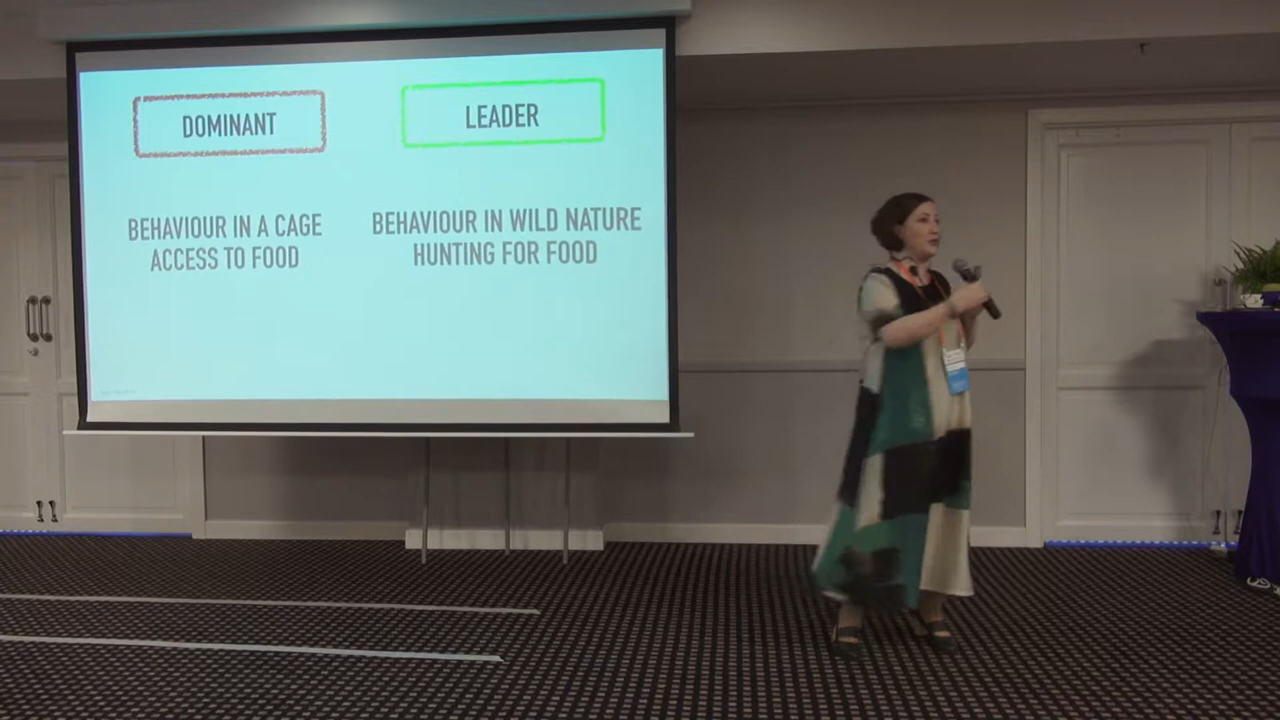 DOMINANT
LEADER
BEHAVIOUR IN A CAGE
ACCESS TO FOOD
BEHAVIOUR IN WILD NATURE
HUNTING FOR FOOD